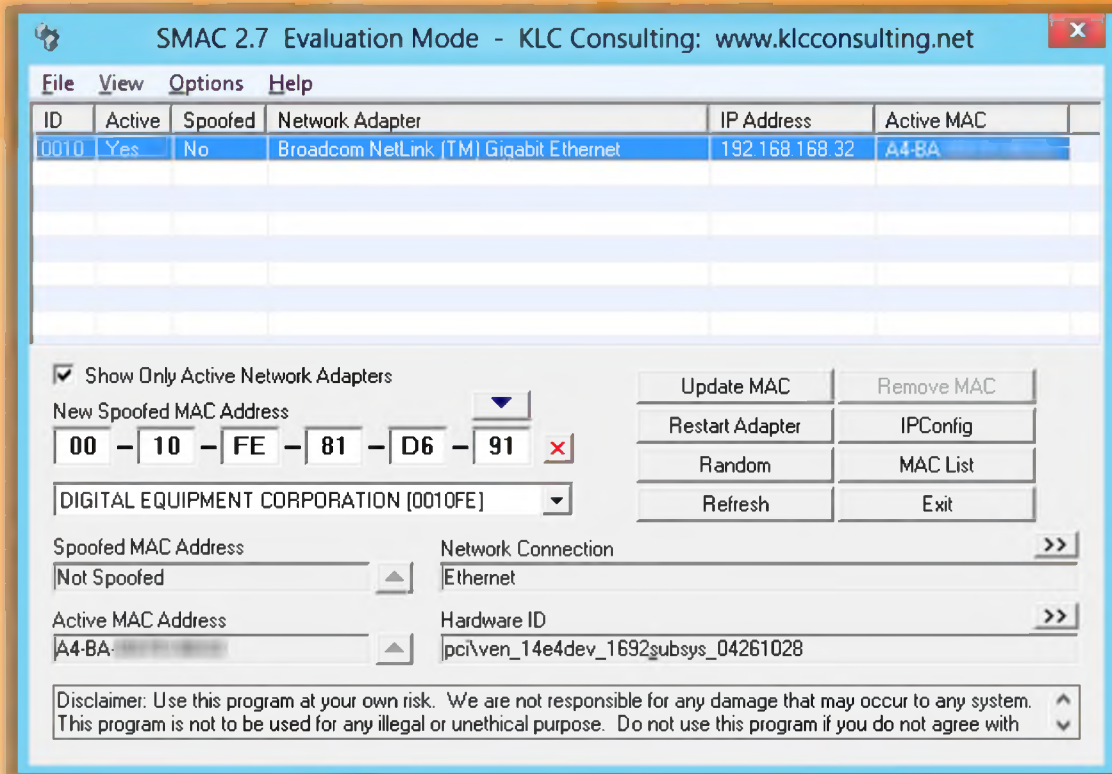 SMAC 2.7 Evaluation Mode - KLC Consulting: www.klcconsulting.net
File View Options Help
ID Active Spoofed Network Adapter IP Address Active MAC
0010 Yes No Broadcom NetLink (TM) Gigabit Ethernet 192.168.168.32 A4-BA
Show Only Active Network Adapters
New Spoofed MAC Address
00 - 10 - FE - 81 - D6 - 91
DIGITAL EQUIPMENT CORPORATION [0010FE]
Update MAC Remove MAC
Restart Adapter IPConfig
Random MAC List
Refresh Exit
Spoofed MAC Address
Not Spoofed
Network Connection >>
Ethernet
Active MAC Address
A4-BA-
Hardware ID >>
pci\ven_14e4dev_1692subsys_04261028
Disclaimer: Use this program at your own risk. We are not responsible for any damage that may occur to any system.
This program is not to be used for any illegal or unethical purpose. Do not use this program if you do not agree with